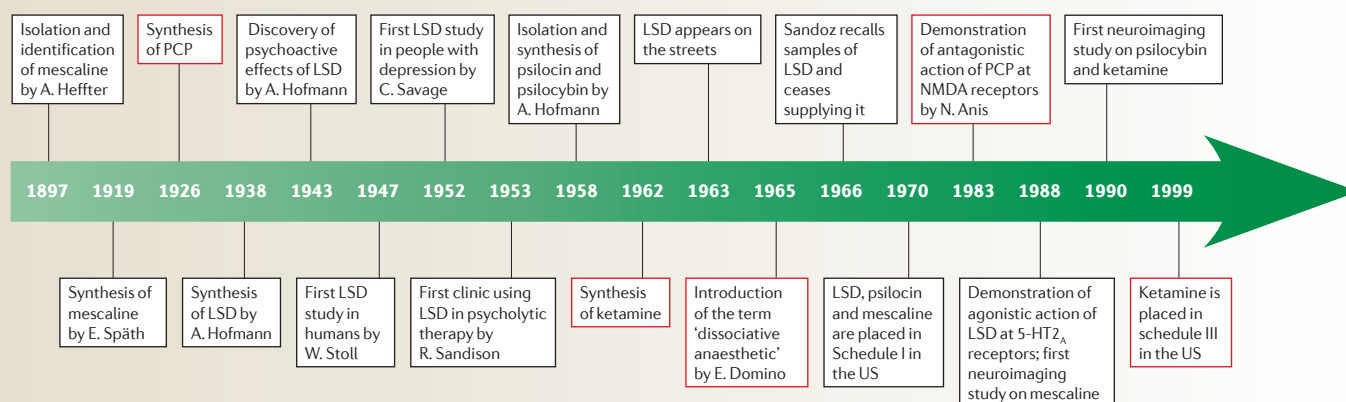 Isolation and
identification
of mescaline
by A. Heffter
Synthesis
of PCP
Discovery of
psychoactive
effects of LSD
by A. Hofmann
First LSD study
in people with
depression by
C. Savage
Isolation and
synthesis of
psilocin and
psilocybin by
A. Hofmann
LSD appears on
the streets
Sandoz recalls
samples of
LSD and
ceases
supplying it
Demonstration
of antagonistic
action of PCP at
NMDA receptors
by N. Anis
First neuroimaging
study on psilocybin
and ketamine
1897 1919 1926 1938 1943 1947 1952 1953 1958 1962 1963 1965 1966 1970 1983 1988 1990 1999
Synthesis of
mescaline
by E. Späth
Synthesis
of LSD by
A. Hofmann
First LSD
study in
humans by
W. Stoll
First clinic using
LSD in psycholytic
therapy by
R. Sandison
Synthesis
of ketamine
Introduction
of the term
‘dissociative
anaesthetic’
by E. Domino
LSD, psilocin
and mescaline
are placed in
Schedule I in
the US
Demonstration of
agonistic action of
LSD at 5-HT2A
receptors; first
neuroimaging
study on mescaline
Ketamine is
placed in
schedule III
in the US